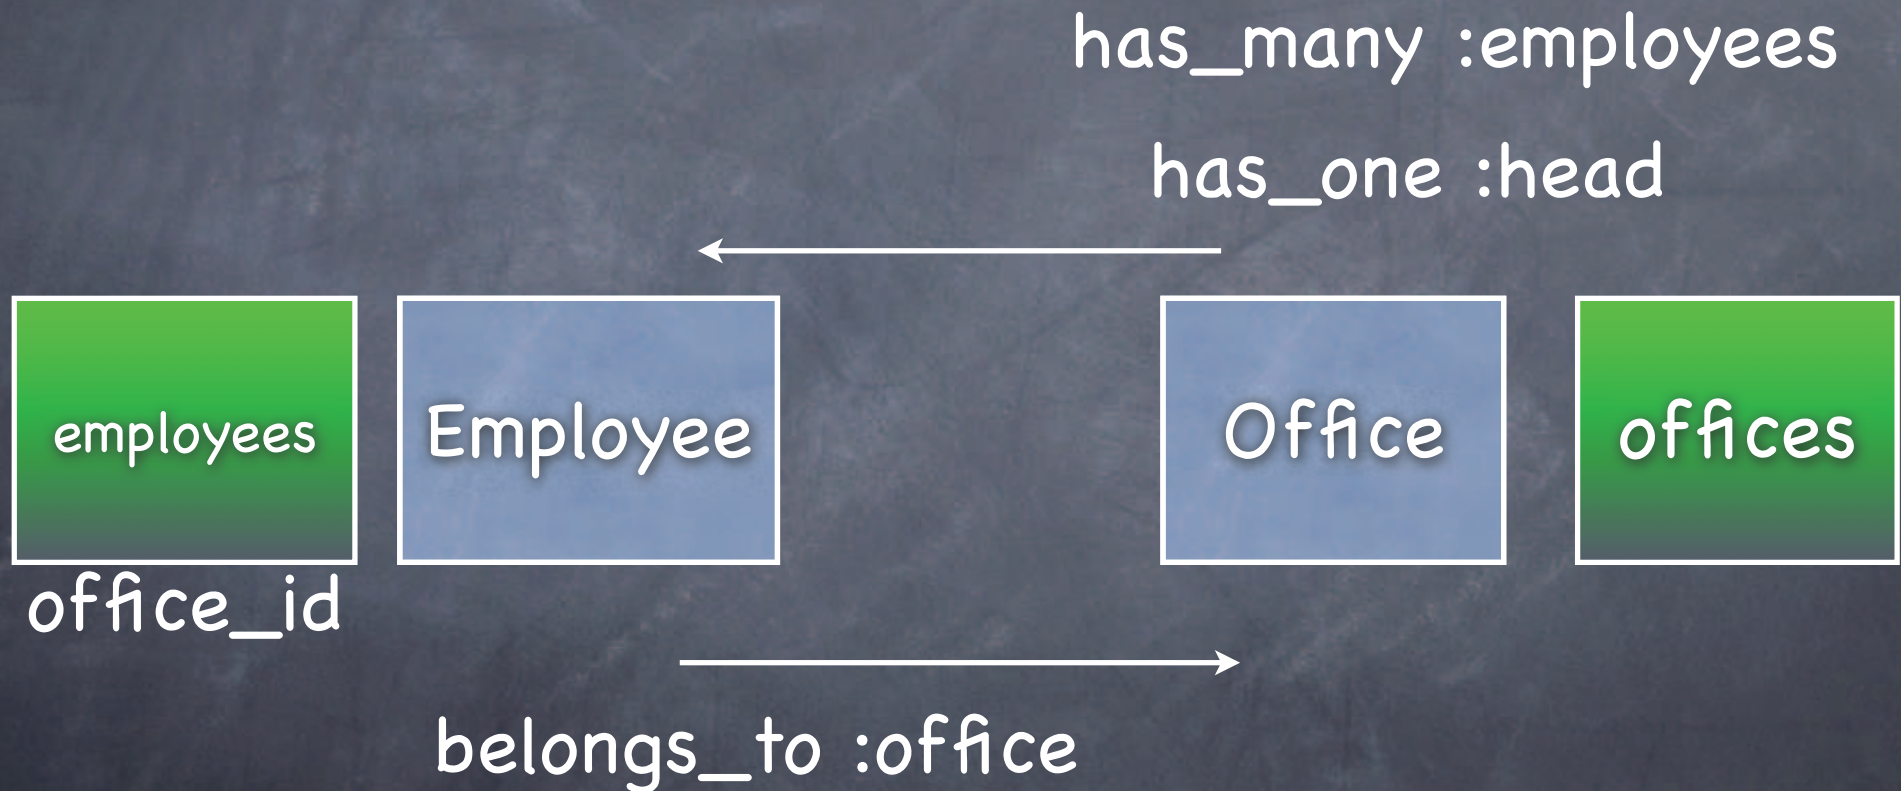 has_many :employees
has_one :head
employees
Employee
Office
offices
office_id
belongs_to :office